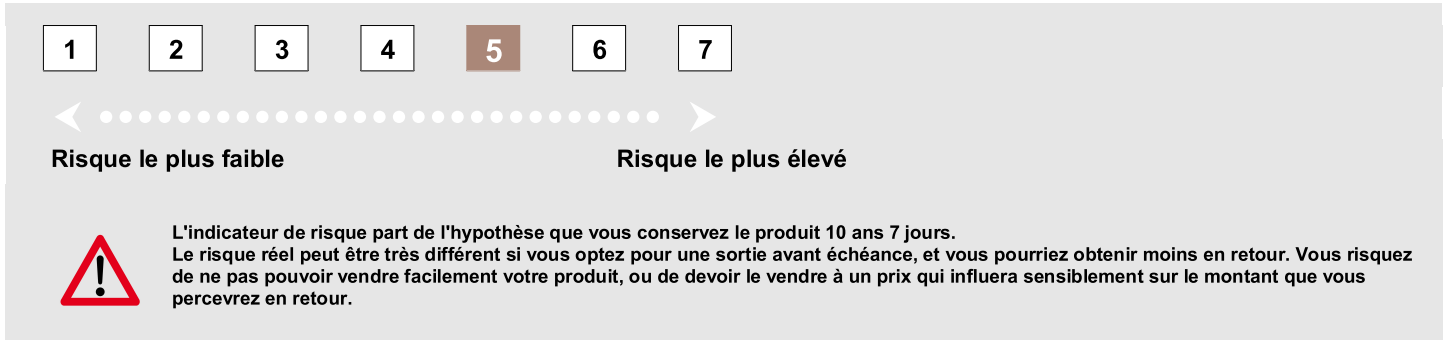 1 2 3 4 5 6 7
Risque le plus faible Risque le plus élevé
L'indicateur de risque part de l'hypothèse que vous conservez le produit 10 ans 7 jours.
Le risque réel peut être très différent si vous optez pour une sortie avant échéance, et vous pourriez obtenir moins en retour. Vous risquez
de ne pas pouvoir vendre facilement votre produit, ou de devoir le vendre à un prix qui influera sensiblement sur le montant que vous
percevrez en retour.